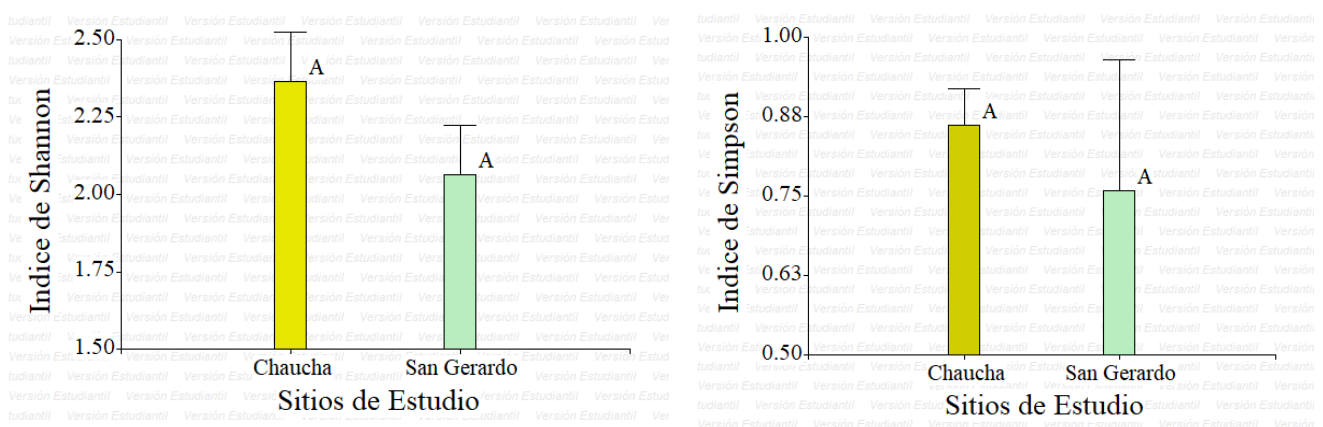 Versión Estudiantil
2.50
2.25
2.00
1.75
1.50
Indice de Shannon
A
A
Chaucha
San Gerardo
Sitios de Estudio
1.00
0.88
0.75
0.63
0.50
Indice de Simpson
A
A
Chaucha
San Gerardo
Sitios de Estudio